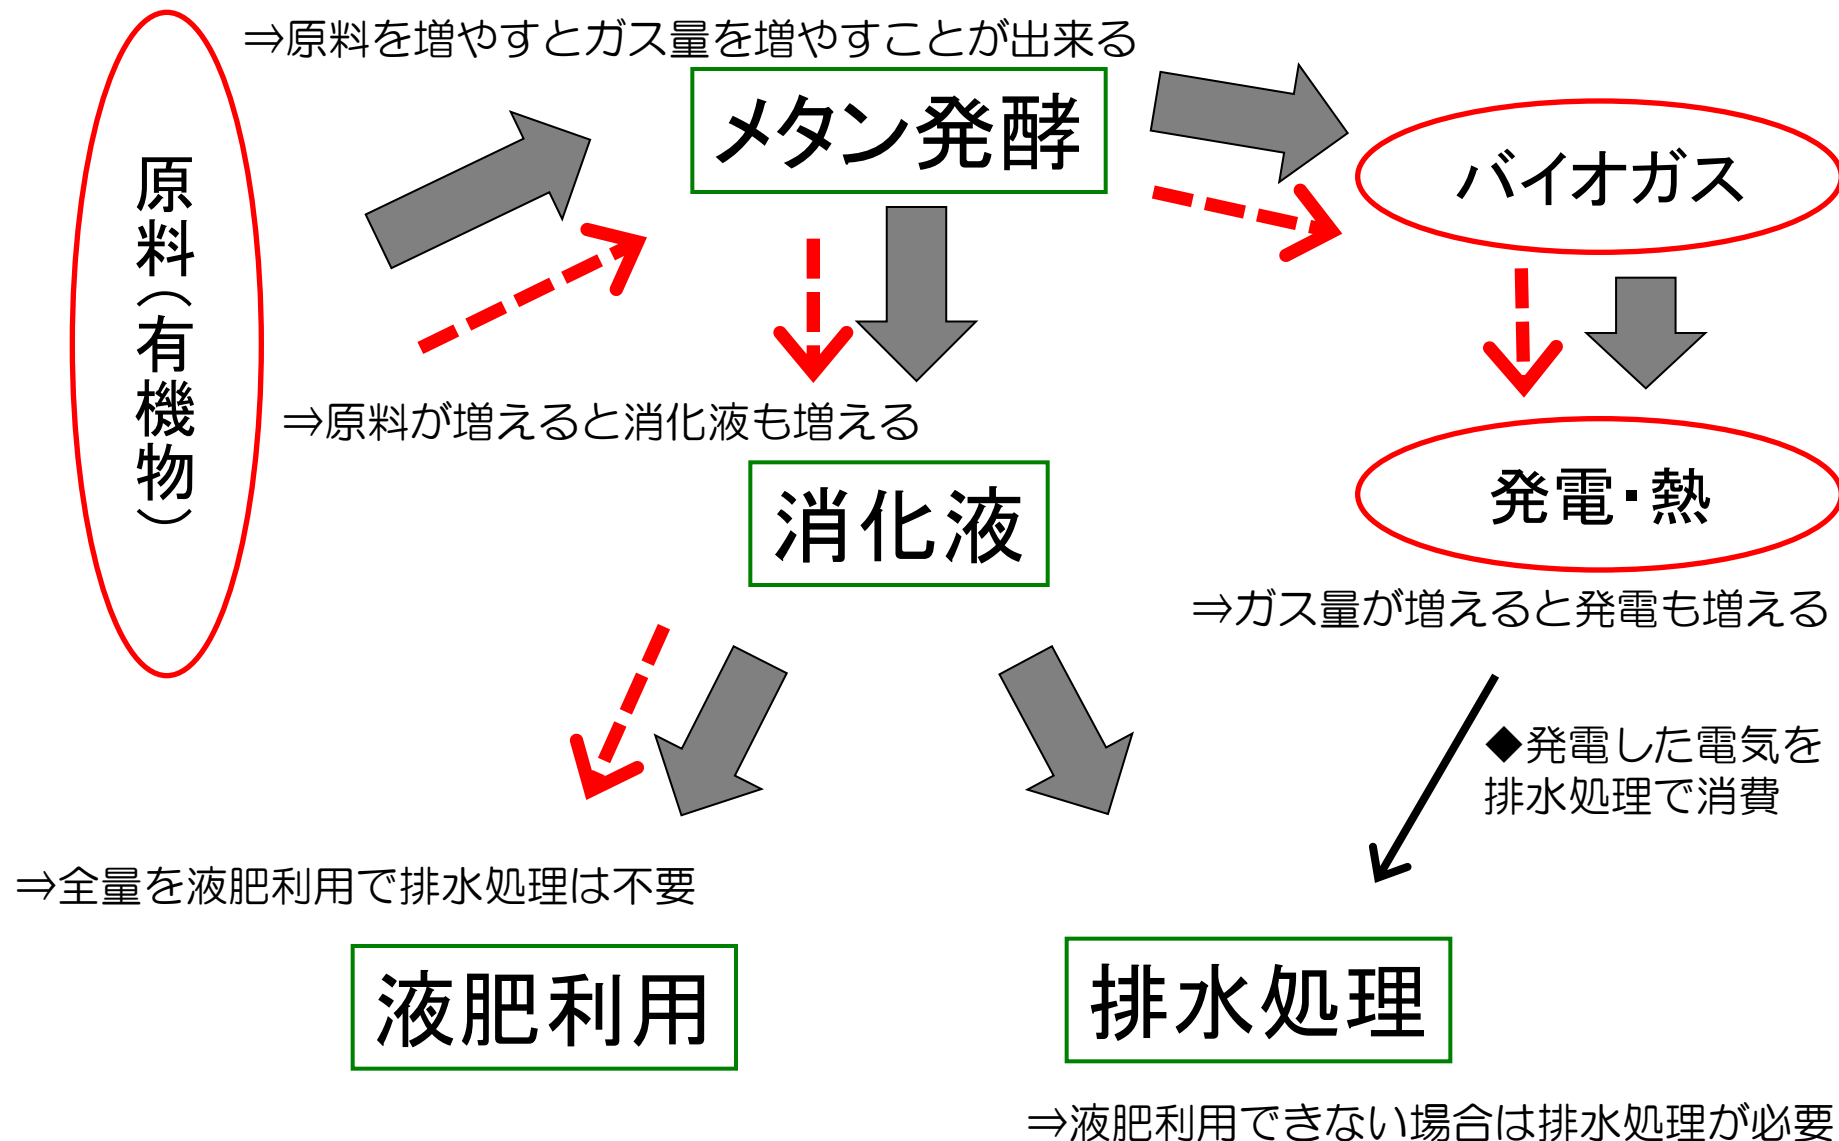 ⇒原料を増やすとガス量を増やすことが出来る
メタン発酵
原料(有機物)
バイオガス
⇒原料が増えると消化液も増える
消化液
発電・熱
⇒ガス量が増えると発電も増える
◆発電した電気を
排水処理で消費
⇒全量を液肥利用で排水処理は不要
液肥利用
排水処理
⇒液肥利用できない場合は排水処理が必要